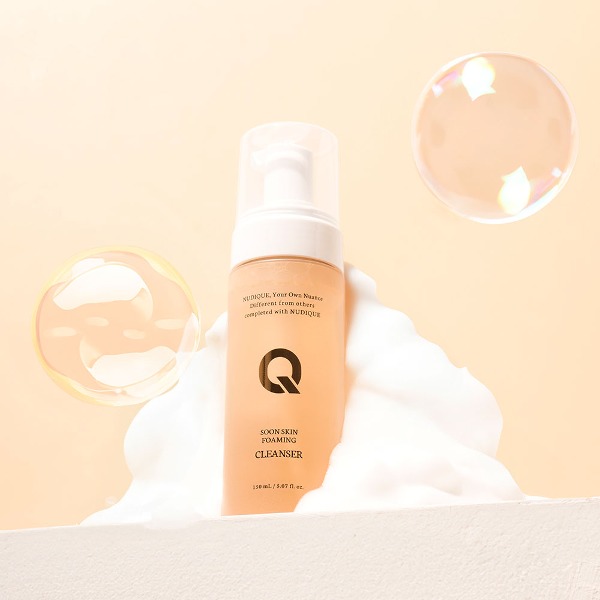 NUDIQUE, Your Own Nuance
Different from others
completed with NUDIQUE
Q
SOON SKIN
FOAMING
CLEANSER
150 mL / 5.07 fl. oz.